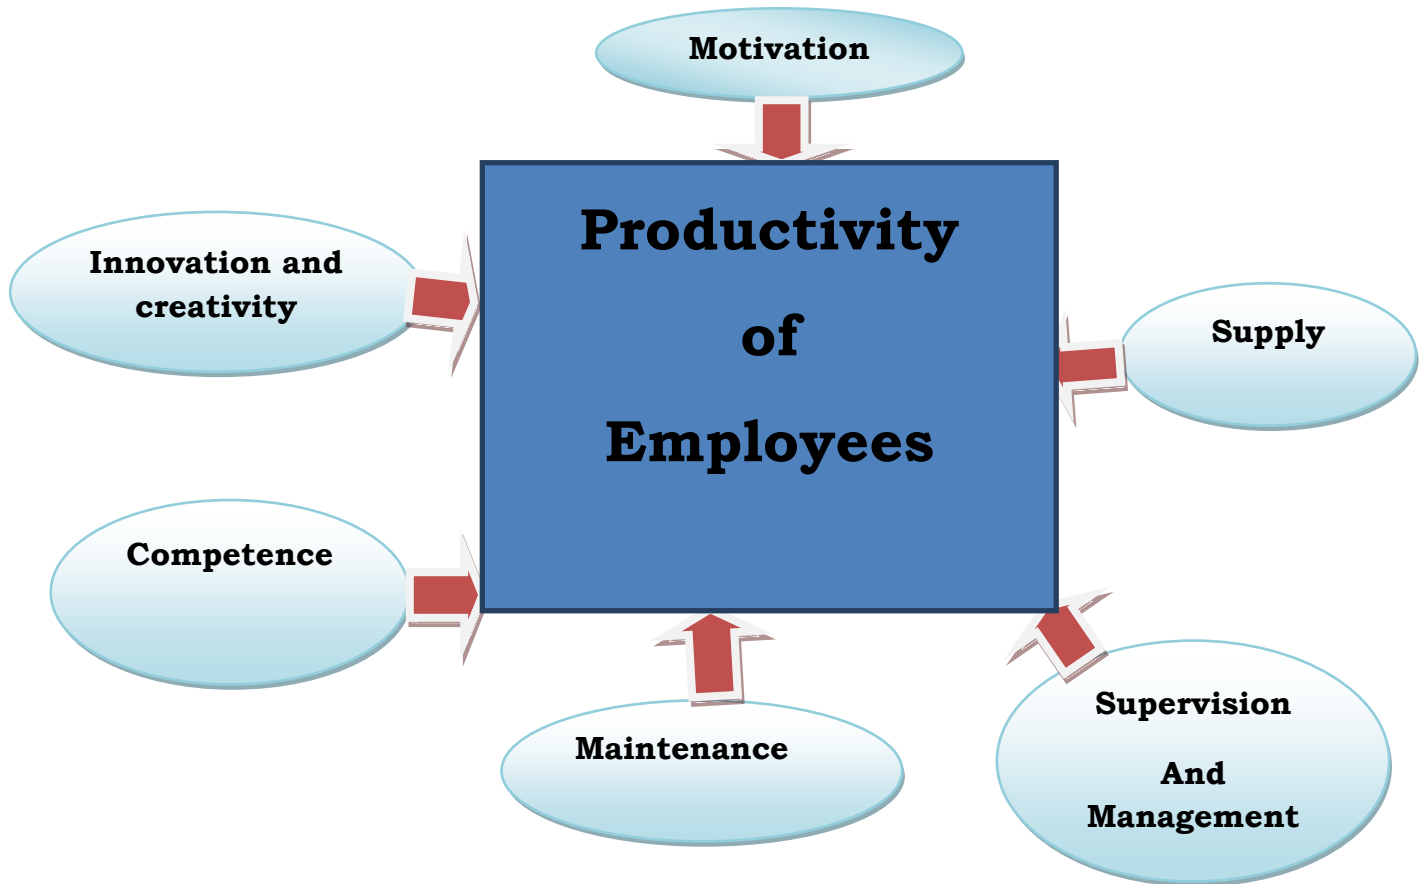 Motivation
Productivity
of
Employees
Innovation and
creativity
Supply
Competence
Maintenance
Supervision
And
Management